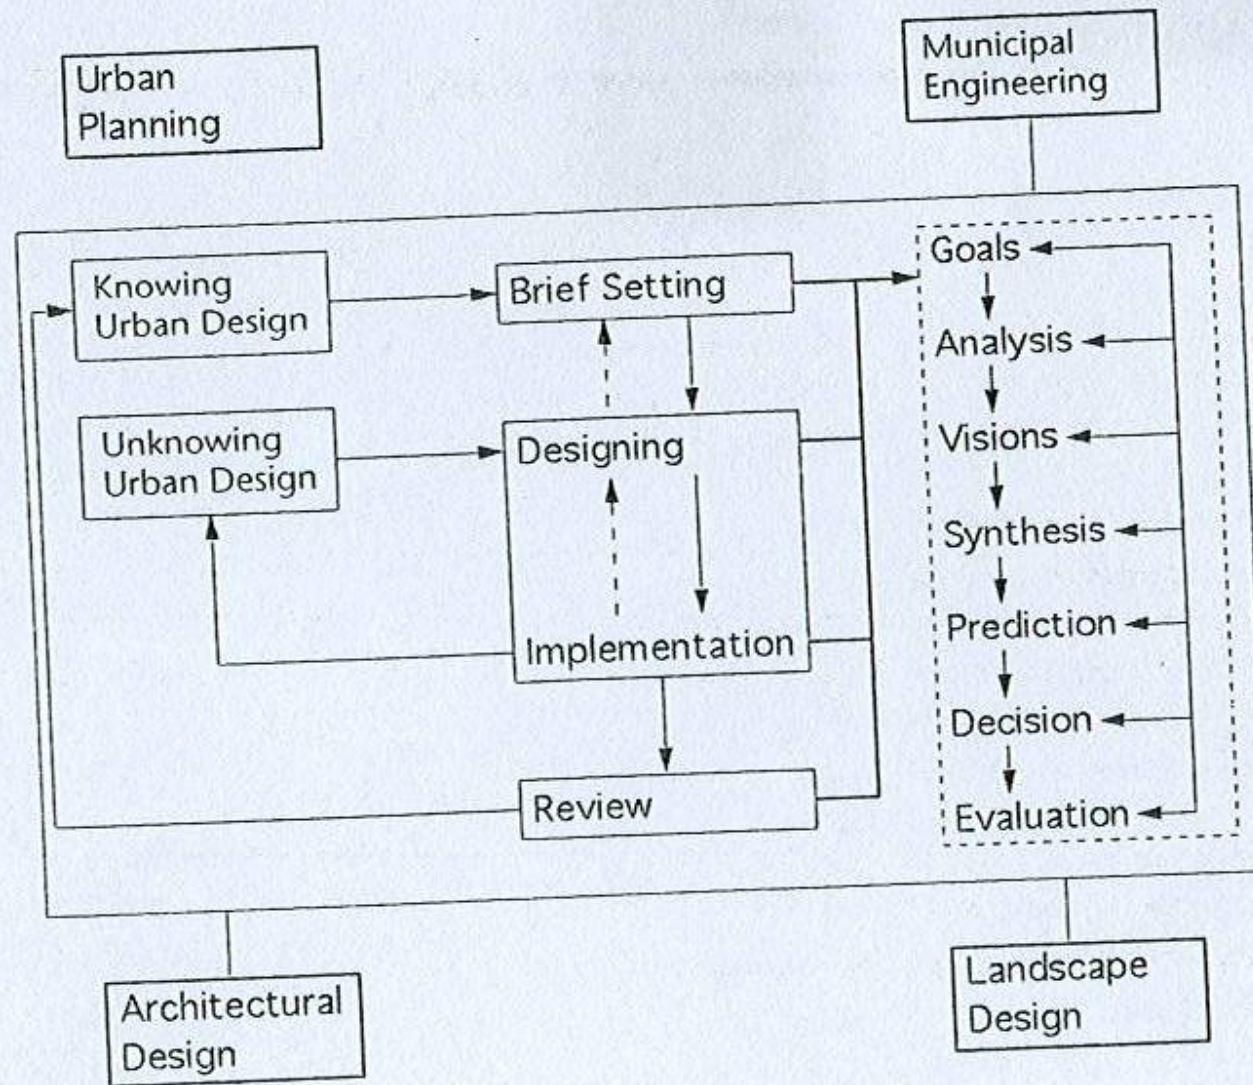 Urban
Planning
Municipal
Engineering
Knowing
Urban Design
Brief Setting
Goals
Analysis
Unknowing
Urban Design
Designing
Visions
Synthesis
Implementation
Prediction
Decision
Review
Evaluation
Architectural
Design
Landscape
Design